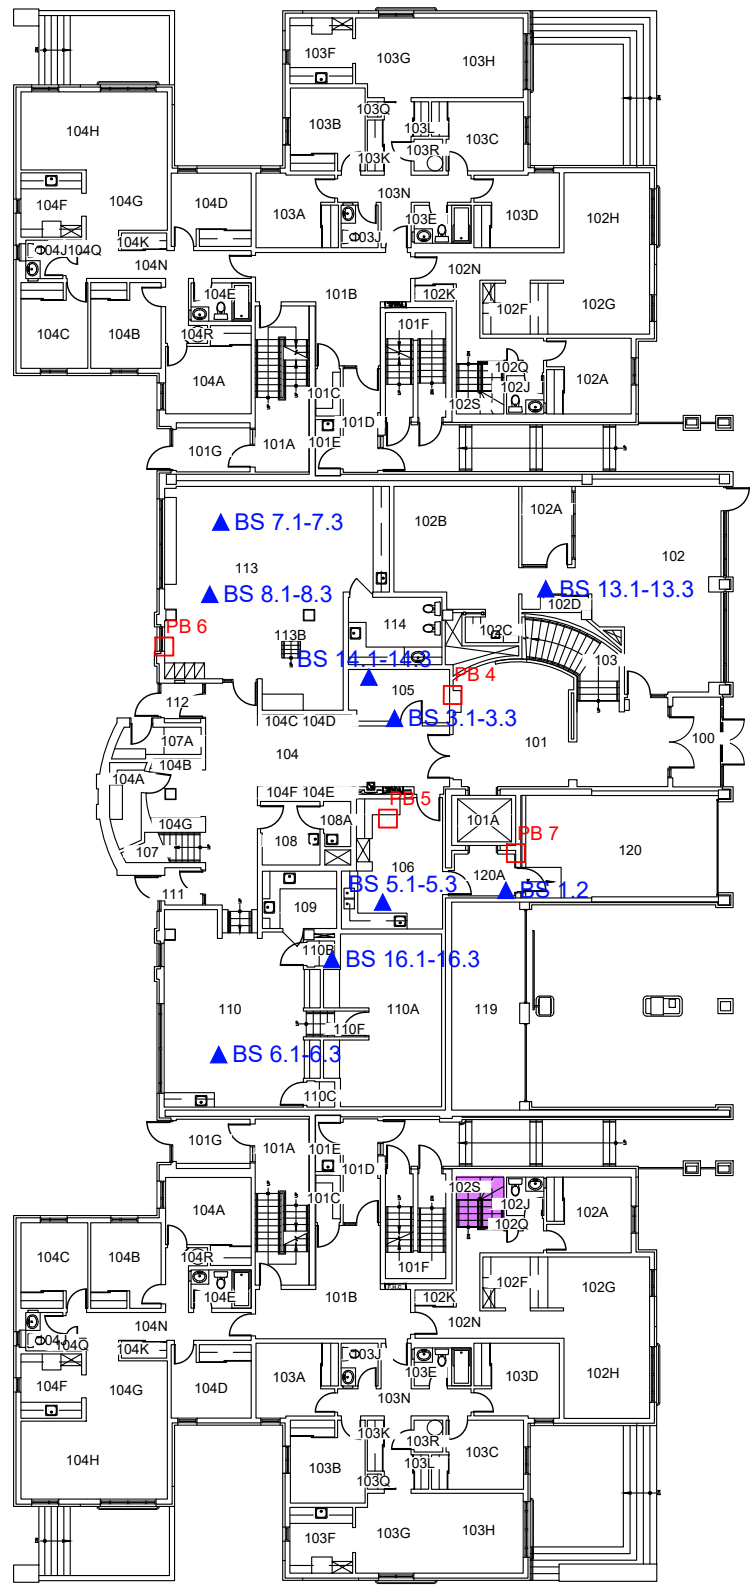 103F
103G
103H
104H
103Q
103B
103L
103C
103K
103R
104F
104G
104D
103A
103N
103E
103D
102H
103J
104K
104J
104Q
104N
102N
104E
101B
102K
102F
102G
104C
104B
104R
101F
102Q
102J
104A
101C
102S
102A
101D
101G
101A
101E
BS 7.1-7.3
102B
102A
102
113
BS 8.1-8.3
BS 13.1-13.3
102D
PB 6
113B
114
102C
BS 14.1-14.3
103
105
PB 4
112
104C
104D
BS 3.1-3.3
107A
104
101
100
104B
104A
104F
104E
PB 5
104G
108
108A
101A
PB 7
107
106
120
120A
111
BS 5.1-5.3
BS 1.2
109
110B
BS 16.1-16.3
110
110A
119
110F
BS 6.1-6.3
110C
101G
101A
101E
101D
102S
104A
101C
102J
102A
102Q
104C
104B
104R
101F
102F
102G
104E
101B
102K
104N
102N
104J
104Q
104K
103J
103E
104F
104G
104D
103A
103N
103D
102H
103K
103R
104H
103B
103L
103C
103Q
103F
103G
103H